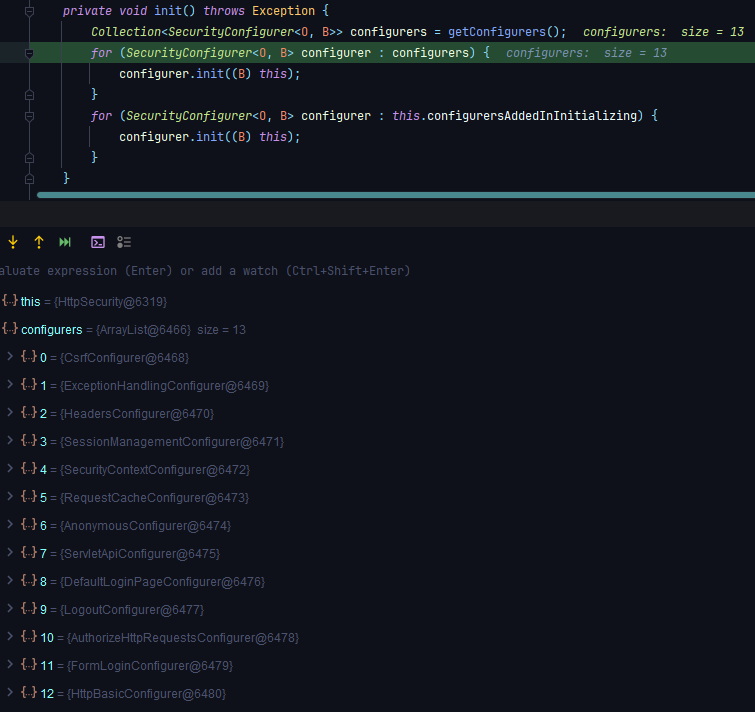 private void init() throws Exception {
Collection<SecurityConfigurer<O, B>> configurers = getConfigurers(); configurers: size = 13
for (SecurityConfigurer<O, B> configurer : configurers) { configurers: size = 13
configurer.init((B) this);
}
for (SecurityConfigurer<O, B> configurer : this.configurersAddedInInitializing) {
configurer.init((B) this);
}
}
aluate expression (Enter) or add a watch (Ctrl+Shift+Enter)
{..} this = {HttpSecurity@6319}
{..} configurers = {ArrayList@6466} size = 13
{..} 0 = {CsrfConfigurer@6468}
{..} 1 = {ExceptionHandlingConfigurer@6469}
{..} 2 = {HeadersConfigurer@6470}
{..} 3 = {SessionManagementConfigurer@6471}
{..} 4 = {SecurityContextConfigurer@6472}
{..} 5 = {RequestCacheConfigurer@6473}
{..} 6 = {AnonymousConfigurer@6474}
{..} 7 = {ServletApiConfigurer@6475}
{..} 8 = {DefaultLoginPageConfigurer@6476}
{..} 9 = {LogoutConfigurer@6477}
{..} 10 = {AuthorizeHttpRequestsConfigurer@6478}
{..} 11 = {FormLoginConfigurer@6479}
{..} 12 = {HttpBasicConfigurer@6480}